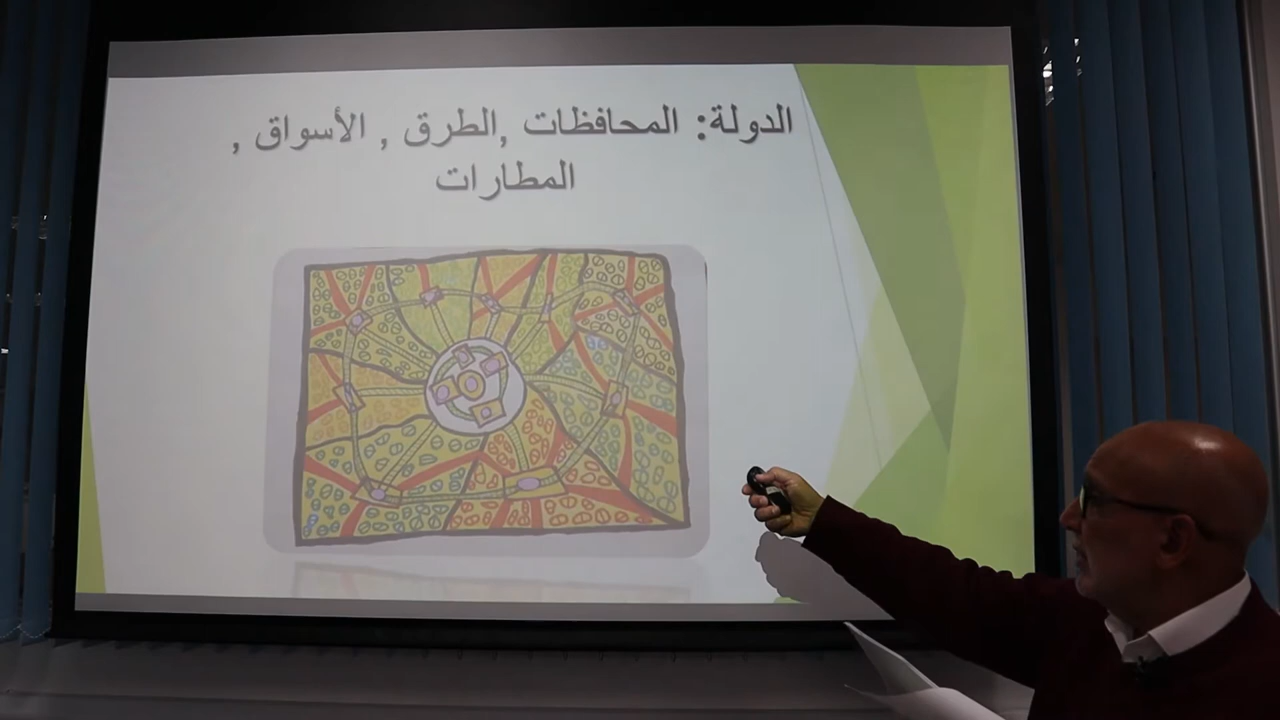 الدولة: المحافظات ,الطرق , الأسواق ,
المطارات